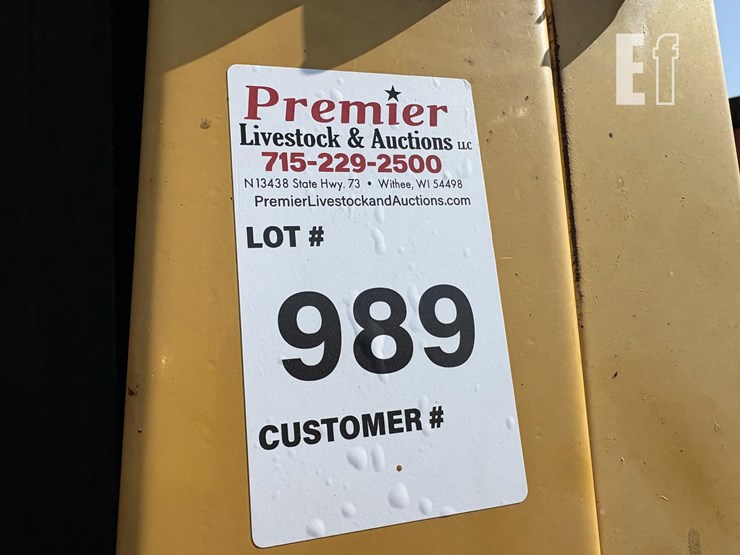 Ef
Premier
Livestock & Auctions LLC
715-229-2500
N13438 State Hwy. 73 • Withee, WI 54498
PremierLivestockandAuctions.com
LOT #
989
CUSTOMER #